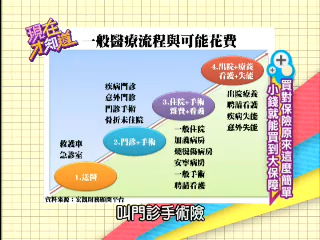 現在才知道
一般醫療流程與可能花費
4.出院+療養
看護+失能
疾病門診
意外門診
門診手術
骨折未住院
3.住院+手術
雜費+看護
出院療養
聘請看護
疾病失能
意外失能
救護車
急診室
2.門診+手術
一般住院
加護病房
燒燙傷病房
安寧病房
一般手術
聘請看護
1.送醫
買對保險原來這麼簡單
小錢就能買到大保障
叫門診手術險